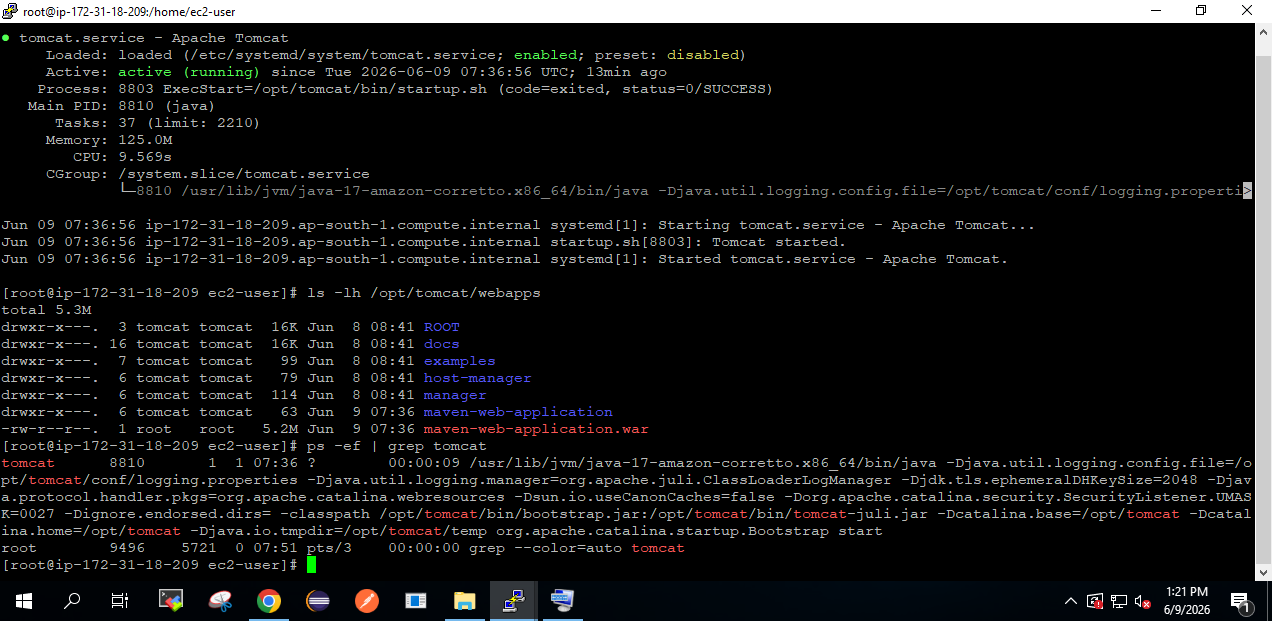 root@ip-172-31-18-209:/home/ec2-user
● tomcat.service - Apache Tomcat
Loaded: loaded (/etc/systemd/system/tomcat.service; enabled; preset: disabled)
Active: active (running) since Tue 2026-06-09 07:36:56 UTC; 13min ago
Process: 8803 ExecStart=/opt/tomcat/bin/startup.sh (code=exited, status=0/SUCCESS)
Main PID: 8810 (java)
Tasks: 37 (limit: 2210)
Memory: 125.0M
CPU: 9.569s
CGroup: /system.slice/tomcat.service
└─8810 /usr/lib/jvm/java-17-amazon-corretto.x86_64/bin/java -Djava.util.logging.config.file=/opt/tomcat/conf/logging.properti>
Jun 09 07:36:56 ip-172-31-18-209.ap-south-1.compute.internal systemd[1]: Starting tomcat.service - Apache Tomcat...
Jun 09 07:36:56 ip-172-31-18-209.ap-south-1.compute.internal startup.sh[8803]: Tomcat started.
Jun 09 07:36:56 ip-172-31-18-209.ap-south-1.compute.internal systemd[1]: Started tomcat.service - Apache Tomcat.
[root@ip-172-31-18-209 ec2-user]# ls -lh /opt/tomcat/webapps
total 5.3M
drwxr-x---. 3 tomcat tomcat 16K Jun 8 08:41 ROOT
drwxr-x---. 16 tomcat tomcat 16K Jun 8 08:41 docs
drwxr-x---. 7 tomcat tomcat 99 Jun 8 08:41 examples
drwxr-x---. 6 tomcat tomcat 79 Jun 8 08:41 host-manager
drwxr-x---. 6 tomcat tomcat 114 Jun 8 08:41 manager
drwxr-x---. 6 tomcat tomcat 63 Jun 9 07:36 maven-web-application
-rw-r--r--. 1 root root 5.2M Jun 9 07:36 maven-web-application.war
[root@ip-172-31-18-209 ec2-user]# ps -ef | grep tomcat
tomcat 8810 1 1 07:36 ? 00:00:09 /usr/lib/jvm/java-17-amazon-corretto.x86_64/bin/java -Djava.util.logging.config.file=/o
pt/tomcat/conf/logging.properties -Djava.util.logging.manager=org.apache.juli.ClassLoaderLogManager -Djdk.tls.ephemeralDHKeySize=2048 -Djav
a.protocol.handler.pkgs=org.apache.catalina.webresources -Dsun.io.useCanonCaches=false -Dorg.apache.catalina.security.SecurityListener.UMAS
K=0027 -Dignore.endorsed.dirs= -classpath /opt/tomcat/bin/bootstrap.jar:/opt/tomcat/bin/tomcat-juli.jar -Dcatalina.base=/opt/tomcat -Dcatal
ina.home=/opt/tomcat -Djava.io.tmpdir=/opt/tomcat/temp org.apache.catalina.startup.Bootstrap start
root 9496 5721 0 07:51 pts/3 00:00:00 grep --color=auto tomcat
[root@ip-172-31-18-209 ec2-user]#
1:21 PM
6/9/2026
1